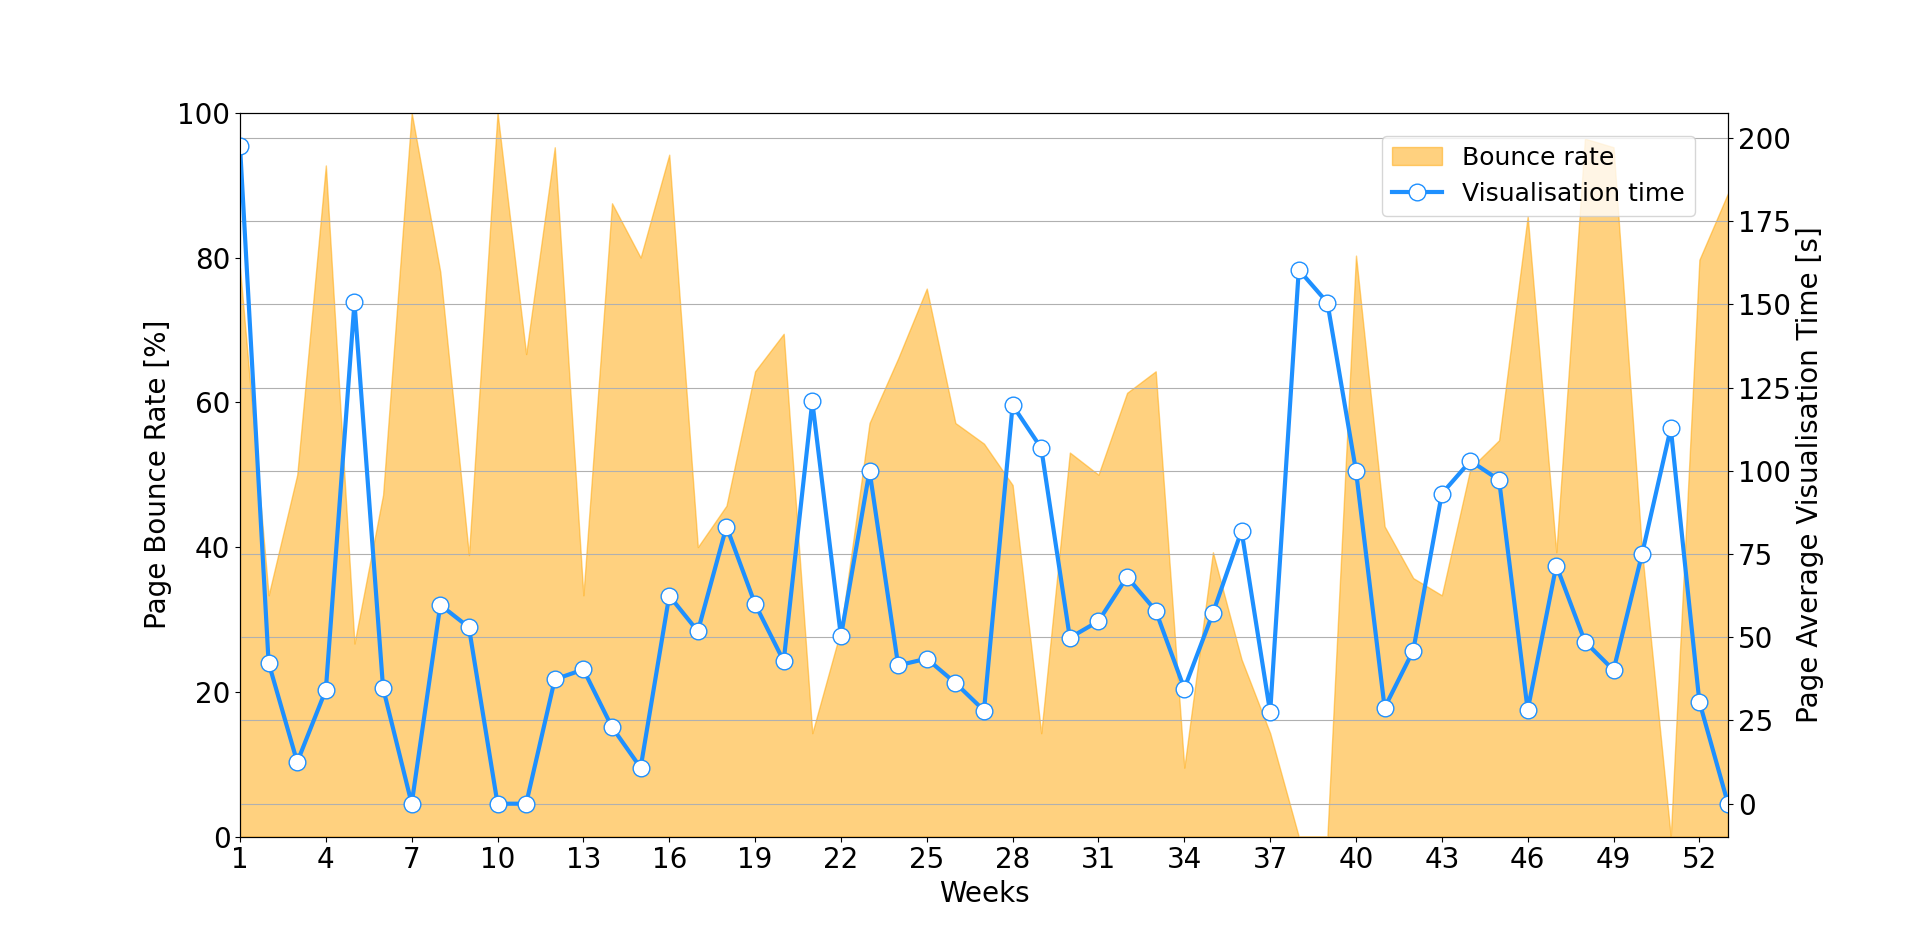 100
80
60
40
20
0
Page Bounce Rate [%]
Bounce rate
Visualisation time
200
175
150
125
100
75
50
25
0
Page Average Visualisation Time [s]
1 4 7 10 13 16 19 22 25 28 31 34 37 40 43 46 49 52
Weeks